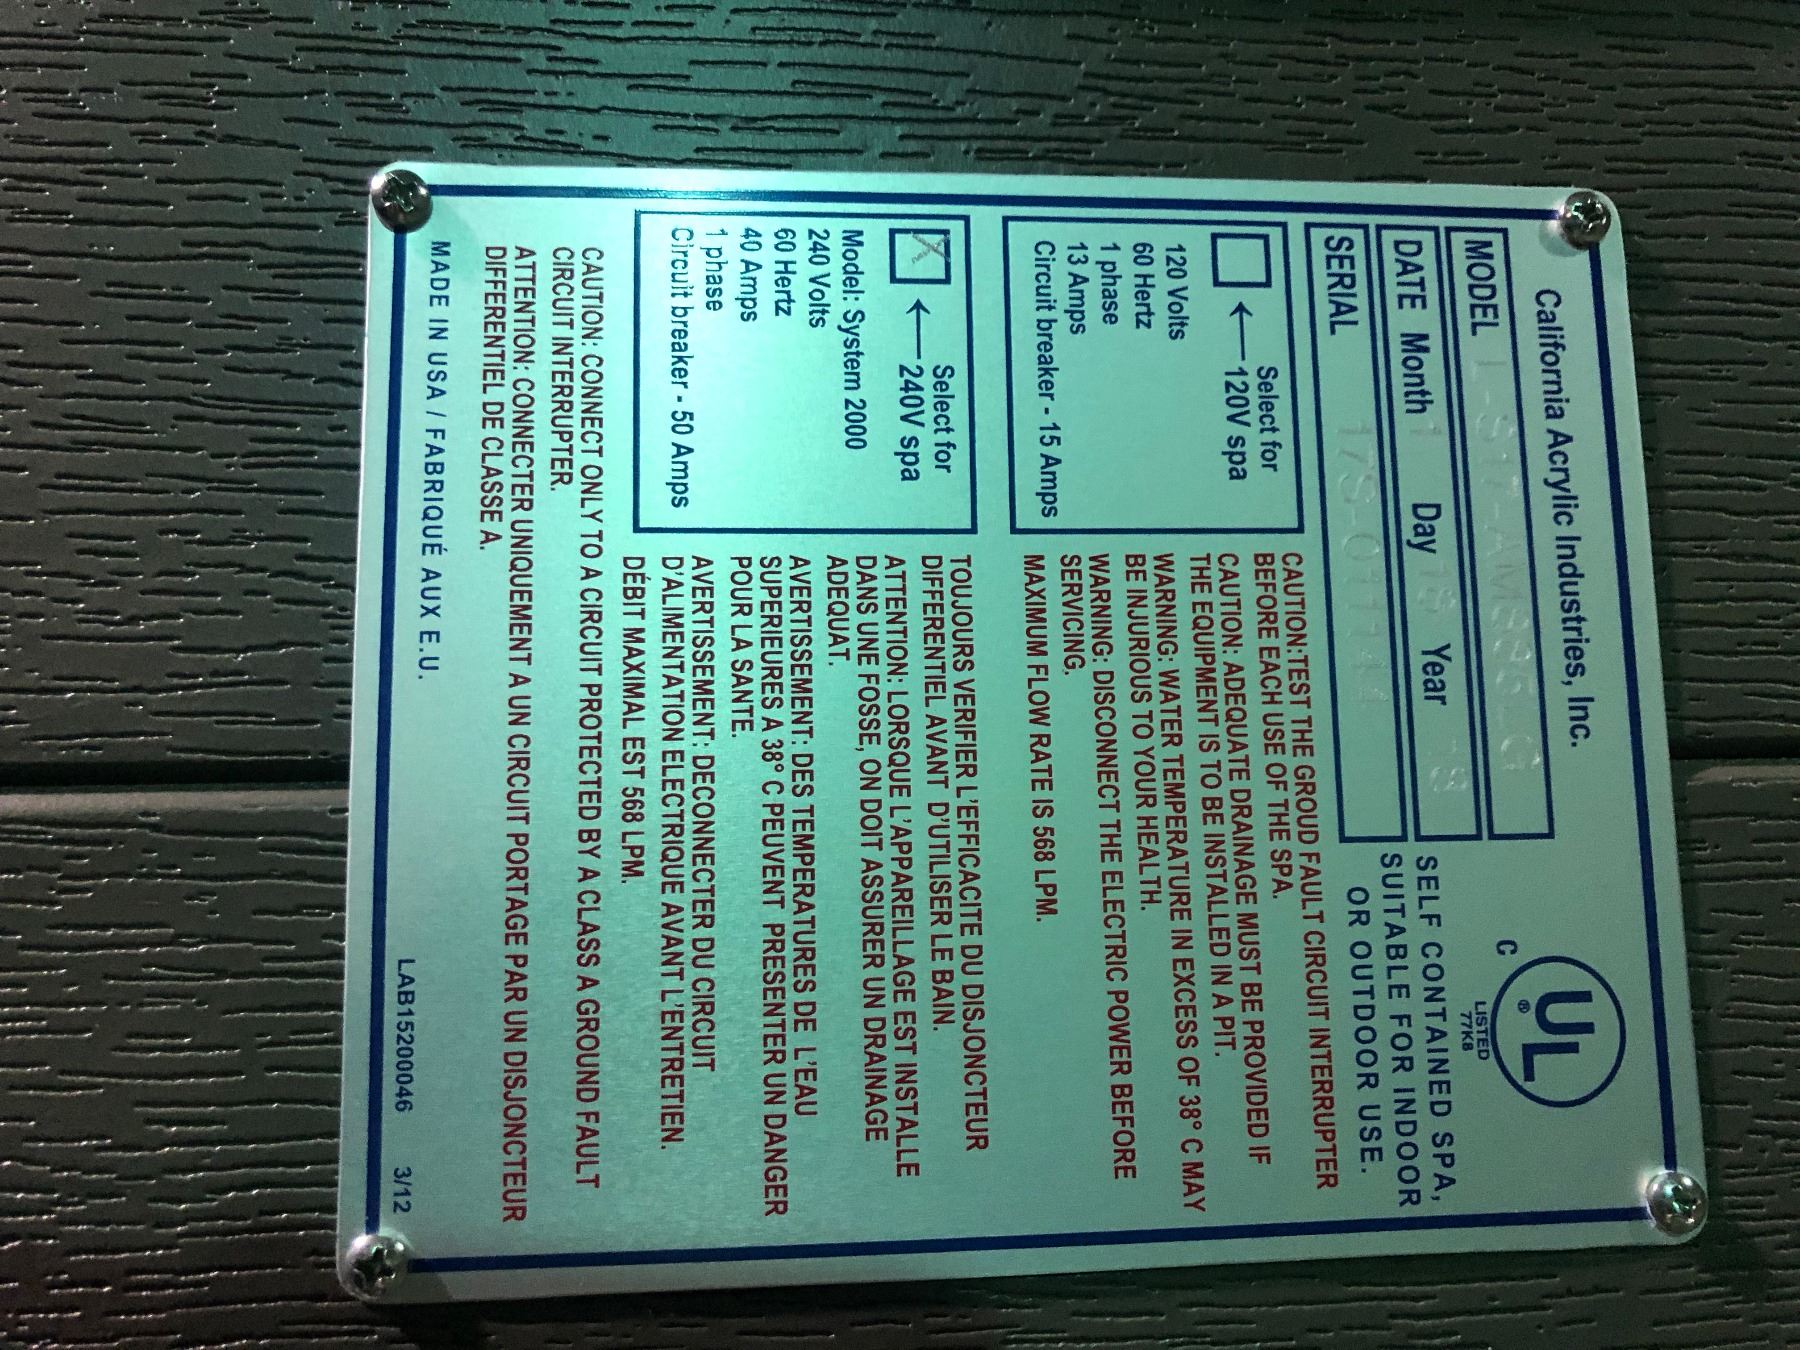 California Acrylic Industries, Inc.
UL
®
C
LISTED
77K8
MODEL
DATE Month 1 Day Year 18
SERIAL
SELF CONTAINED SPA,
SUITABLE FOR INDOOR
OR OUTDOOR USE.
Select for
120V spa
120 Volts
60 Hertz
1 phase
13 Amps
Circuit breaker - 15 Amps
CAUTION:TEST THE GROUD FAULT CIRCUIT INTERRUPTER
BEFORE EACH USE OF THE SPA.
CAUTION: ADEQUATE DRAINAGE MUST BE PROVIDED IF
THE EQUIPMENT IS TO BE INSTALLED IN A PIT.
WARNING: WATER TEMPERATURE IN EXCESS OF 38° C MAY
BE INJURIOUS TO YOUR HEALTH.
WARNING: DISCONNECT THE ELECTRIC POWER BEFORE
SERVICING.
MAXIMUM FLOW RATE IS 568 LPM.
X
Select for
240V spa
Model: System 2000
240 Volts
60 Hertz
40 Amps
1 phase
Circuit breaker - 50 Amps
TOUJOURS VERIFIER L'EFFICACITE DU DISJONCTEUR
DIFFERENTIEL AVANT D'UTILISER LE BAIN.
ATTENTION: LORSQUE L'APPAREILLAGE EST INSTALLE
DANS UNE FOSSE, ON DOIT ASSURER UN DRAINAGE
ADEQUAT.
AVERTISSEMENT: DES TEMPERATURES DE L'EAU
SUPERIEURES A 38° C PEUVENT PRESENTER UN DANGER
POUR LA SANTE.
AVERTISSEMENT: DECONNECTER DU CIRCUIT
D'ALIMENTATION ELECTRIQUE AVANT L'ENTRETIEN.
DÉBIT MAXIMAL EST 568 LPM.
CAUTION: CONNECT ONLY TO A CIRCUIT PROTECTED BY A CLASS A GROUND FAULT
CIRCUIT INTERRUPTER.
ATTENTION: CONNECTER UNIQUEMENT A UN CIRCUIT PORTAGE PAR UN DISJONCTEUR
DIFFERENTIEL DE CLASSE A.
MADE IN USA / FABRIQUÉ AUX E.U.
LAB15200046 3/12